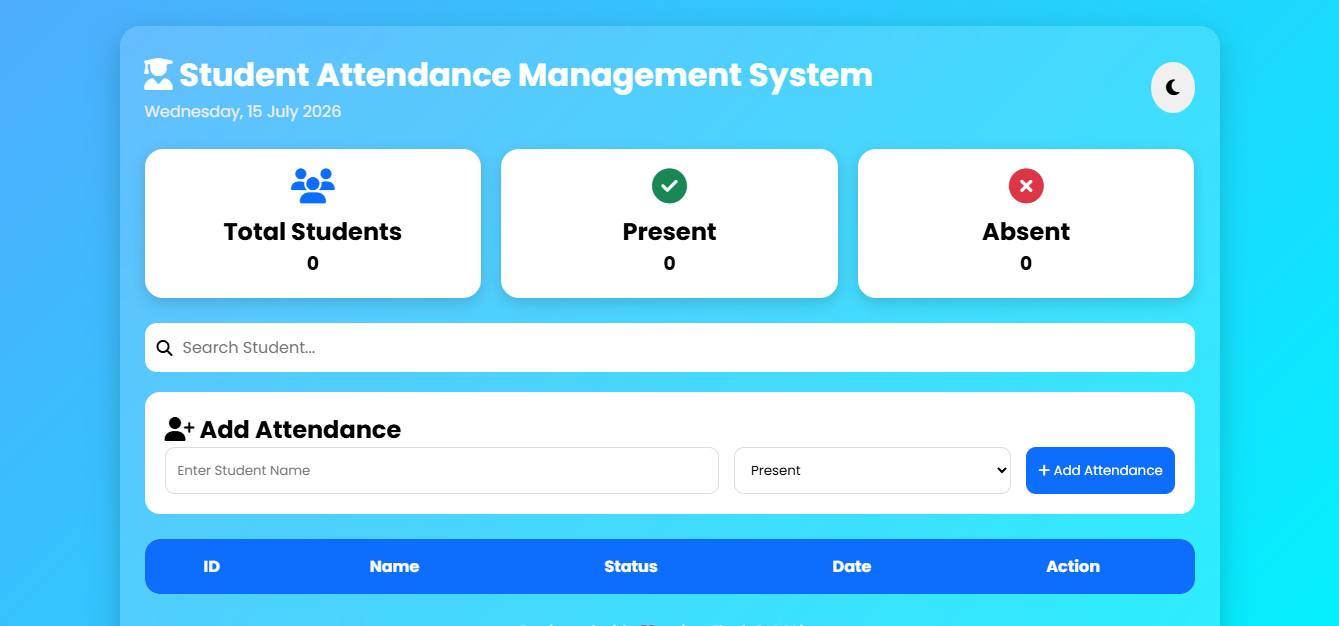 Student Attendance Management System
Wednesday, 15 July 2026
Total Students
0
Present
0
Absent
0
Search Student...
Add Attendance
Enter Student Name
Present
+ Add Attendance
ID Name Status Date Action